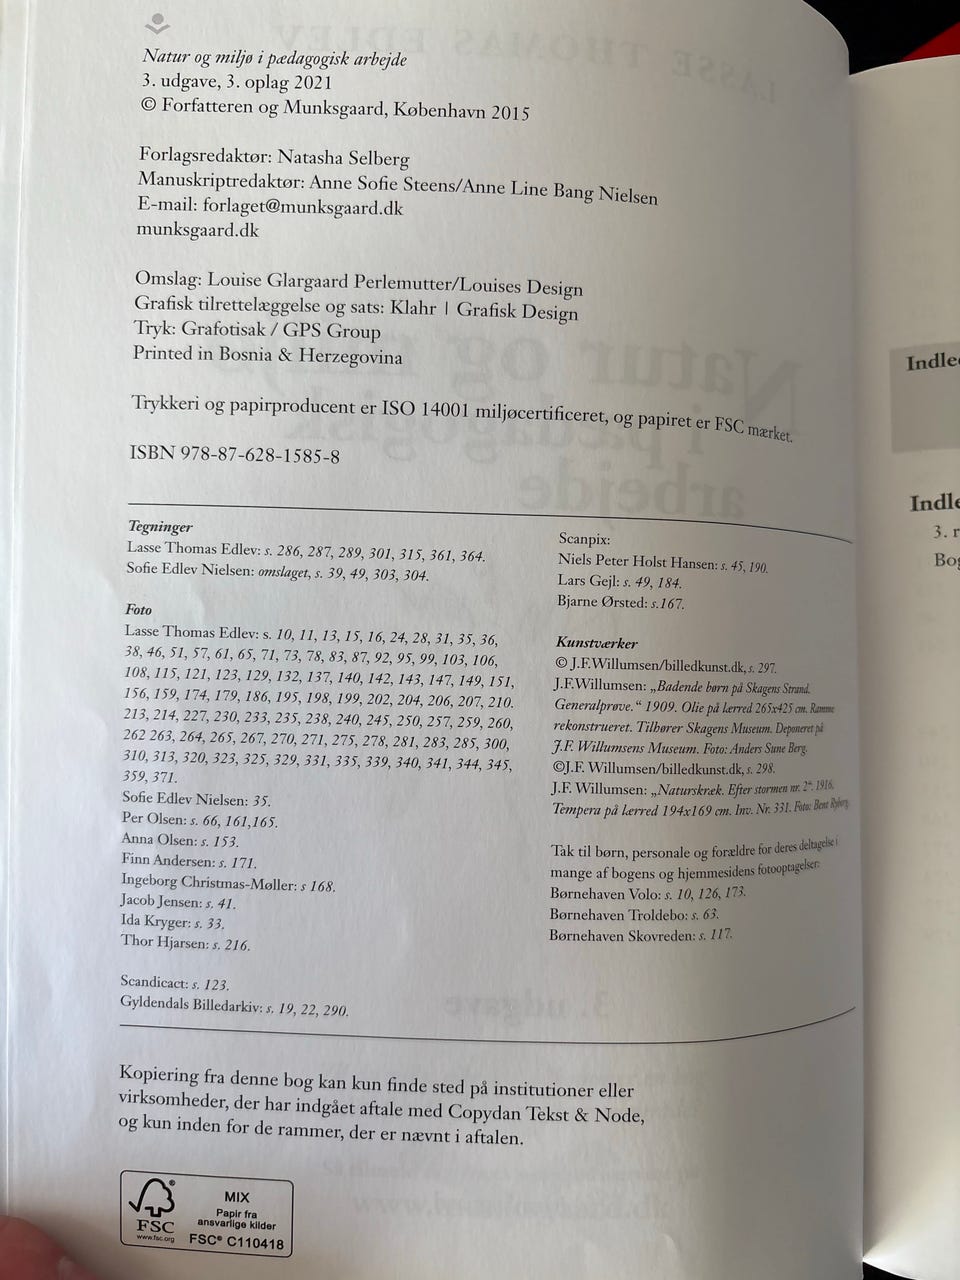 Natur og miljø i pædagogisk arbejde
3. udgave, 3. oplag 2021
© Forfatteren og Munksgaard, København 2015
Forlagsredaktør: Natasha Selberg
Manuskriptredaktør: Anne Sofie Steens/Anne Line Bang Nielsen
E-mail: forlaget@munksgaard.dk
munksgaard.dk
Omslag: Louise Glargaard Perlemutter/Louises Design
Grafisk tilrettelæggelse og sats: Klahr | Grafisk Design
Tryk: Grafotisak / GPS Group
Printed in Bosnia & Herzegovina
Trykkeri og papirproducent er ISO 14001 miljøcertificeret, og papiret er FSC mærket.
ISBN 978-87-628-1585-8
Tegninger
Lasse Thomas Edlev: s. 286, 287, 289, 301, 315, 361, 364.
Sofie Edlev Nielsen: omslaget, s. 39, 49, 303, 304.
Foto
Lasse Thomas Edlev: s. 10, 11, 13, 15, 16, 24, 28, 31, 35, 36,
38, 46, 51, 57, 61, 65, 71, 73, 78, 83, 87, 92, 95, 99, 103, 106,
108, 115, 121, 123, 129, 132, 137, 140, 142, 143, 147, 149, 151,
156, 159, 174, 179, 186, 195, 198, 199, 202, 204, 206, 207, 210.
213, 214, 227, 230, 233, 235, 238, 240, 245, 250, 257, 259, 260,
262 263, 264, 265, 267, 270, 271, 275, 278, 281, 283, 285, 300,
310, 313, 320, 323, 325, 329, 331, 335, 339, 340, 341, 344, 345,
359, 371.
Sofie Edlev Nielsen: 35.
Per Olsen: s. 66, 161,165.
Anna Olsen: s. 153.
Finn Andersen: s. 171.
Ingeborg Christmas-Møller: s 168.
Jacob Jensen: s. 41.
Ida Kryger: s. 33.
Thor Hjarsen: s. 216.
Scandicact: s. 123.
Gyldendals Billedarkiv: s. 19, 22, 290.
Scanpix:
Niels Peter Holst Hansen: s. 45, 190.
Lars Gejl: s. 49, 184.
Bjarne Ørsted: s.167.
Kunstværker
© J.F.Willumsen/billedkunst.dk, s. 297.
J.F.Willumsen: „Badende børn på Skagens Strand.
Generalprøve.“ 1909. Olie på lærred 265x425 cm. Ramme
rekonstrueret. Tilhører Skagens Museum. Deponeret på
J.F. Willumsens Museum. Foto: Anders Sune Berg.
©J.F. Willumsen/billedkunst.dk, s. 298.
J.F. Willumsen: „Naturskræk. Efter stormen nr. 2“. 1916.
Tempera på lærred 194x169 cm. Inv. Nr. 331. Foto: Bent
Tak til børn, personale og forældre for deres deltagelse i
mange af bogens og hjemmesidens fotooptagelser:
Børnehaven Volo: s. 10, 126, 173.
Børnehaven Troldebo: s. 63.
Børnehaven Skovreden: s. 117.
Kopiering fra denne bog kan kun finde sted på institutioner eller
virksomheder, der har indgået aftale med Copydan Tekst & Node,
og kun inden for de rammer, der er nævnt i aftalen.
FSC
www.fsc.org
MIX
Papir fra
ansvarlige kilder
FSC® C110418
Indle
Indle
3. r
Bog